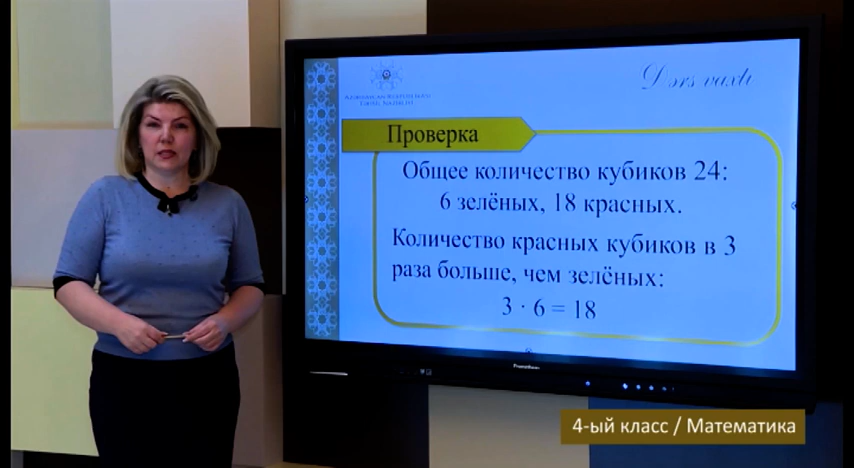 Dərs vaxtı
Проверка
Общее количество кубиков 24:
6 зелёных, 18 красных.
Количество красных кубиков в 3
раза больше, чем зелёных:
3 · 6 = 18
Promethean
4-ый класс / Математика